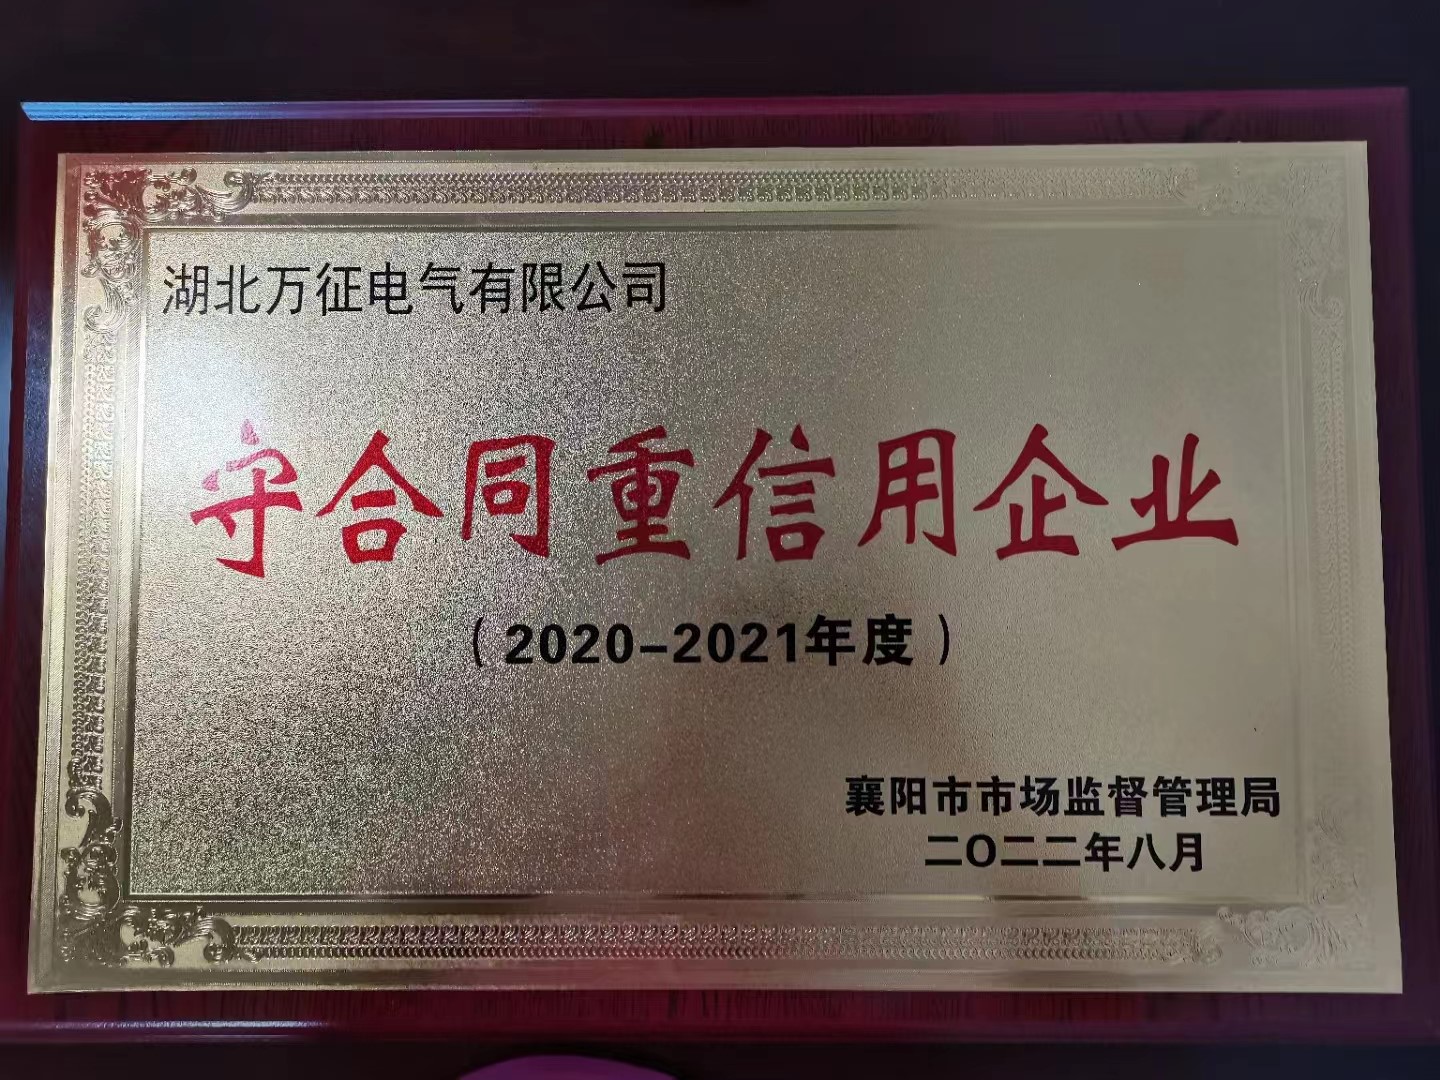 湖北万征电气有限公司
守合同重信用企业
（2020-2021年度）
襄阳市市场监督管理局
二〇二二年八月